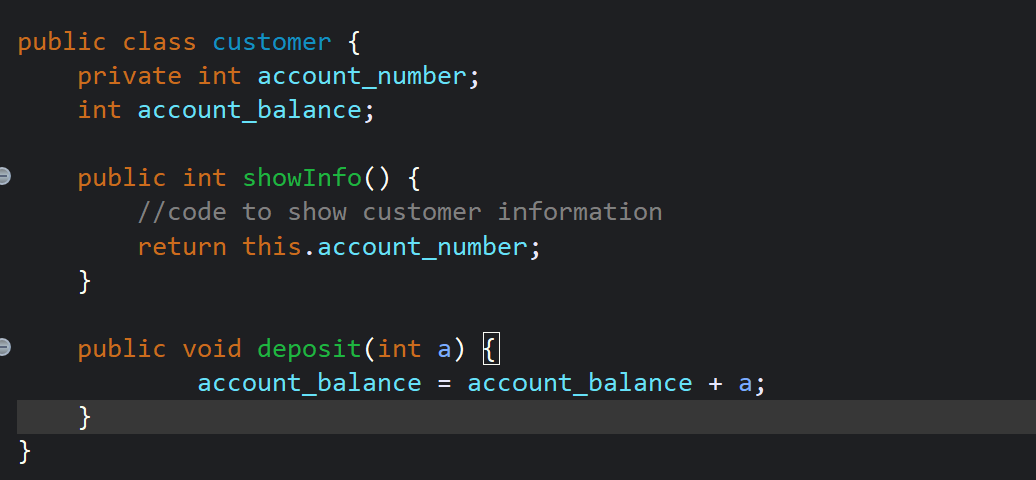 public class customer {
    private int account_number;
    int account_balance;

    public int showInfo() {
        //code to show customer information
        return this.account_number;
    }

    public void deposit(int a) {
            account_balance = account_balance + a;
    }
}